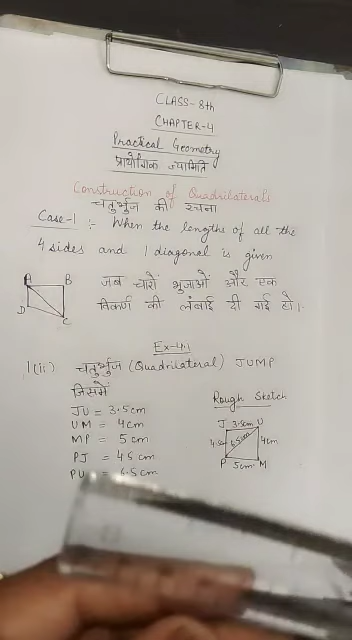 CLASS-8th
CHAPTER-4
Practical Geometry
प्रायोगिक ज्यामिति
Construction of Quadrilaterals
चतुर्भुज की रचना
Case-1 :- When the lengths of all the
4 sides and 1 diagonal is given
जब चारों भुजाओं और एक
विकर्ण की लंबाई दी गई हो।
A B
D C
Ex-4.1
1(ii) चतुर्भुज (Quadrilateral) JUMP
जिसमें
JU = 3.5cm
UM = 4cm
MP = 5cm
PJ = 4.5 cm
PU = 6.5cm
Rough Sketch
J 3.5cm U
4.5 6.5cm 4cm
P 5cm M